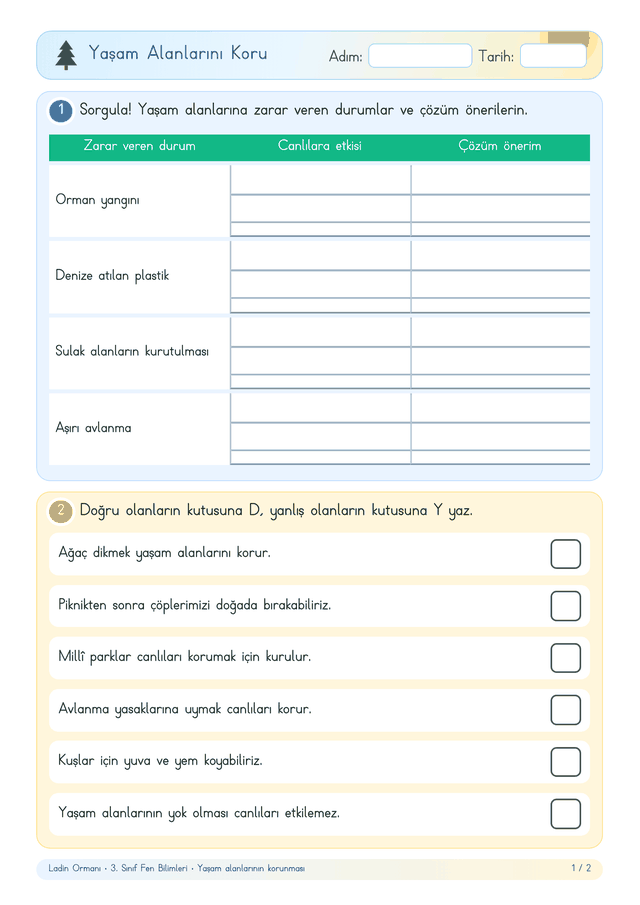 Yaşam Alanlarını Koru
Adım:
Tarih:
1 Sorgula! Yaşam alanlarına zarar veren durumlar ve çözüm önerilerin.
Zarar veren durum Canlılara etkisi Çözüm önerim
Orman yangını
Denize atılan plastik
Sulak alanların kurutulması
Aşırı avlanma
2 Doğru olanların kutusuna D, yanlış olanların kutusuna Y yaz.
Ağaç dikmek yaşam alanlarını korur.
Piknikten sonra çöplerimizi doğada bırakabiliriz.
Millî parklar canlıları korumak için kurulur.
Avlanma yasaklarına uymak canlıları korur.
Kuşlar için yuva ve yem koyabiliriz.
Yaşam alanlarının yok olması canlıları etkilemez.
Ladin Ormanı • 3. Sınıf Fen Bilimleri • Yaşam alanlarının korunması 1 / 2